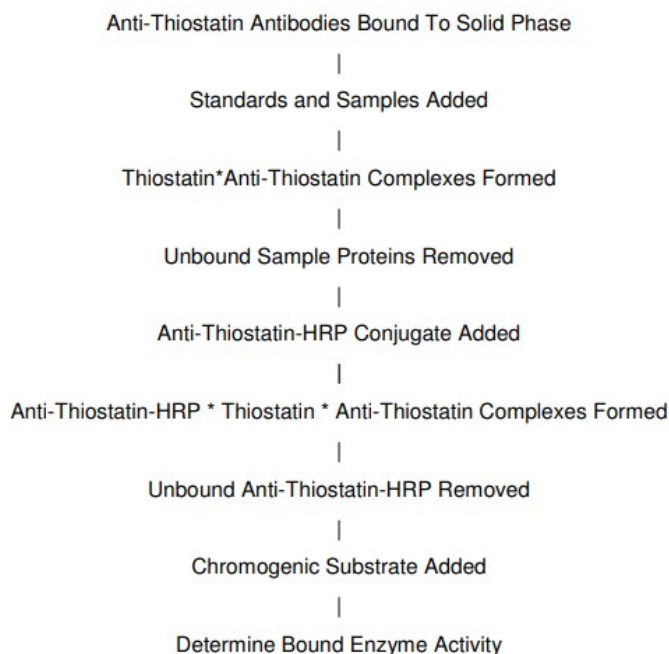 Anti-Thiostatin Antibodies Bound To Solid Phase
|
Standards and Samples Added
|
Thiostatin*Anti-Thiostatin Complexes Formed
|
Unbound Sample Proteins Removed
|
Anti-Thiostatin-HRP Conjugate Added
|
Anti-Thiostatin-HRP * Thiostatin * Anti-Thiostatin Complexes Formed
|
Unbound Anti-Thiostatin-HRP Removed
|
Chromogenic Substrate Added
|
Determine Bound Enzyme Activity